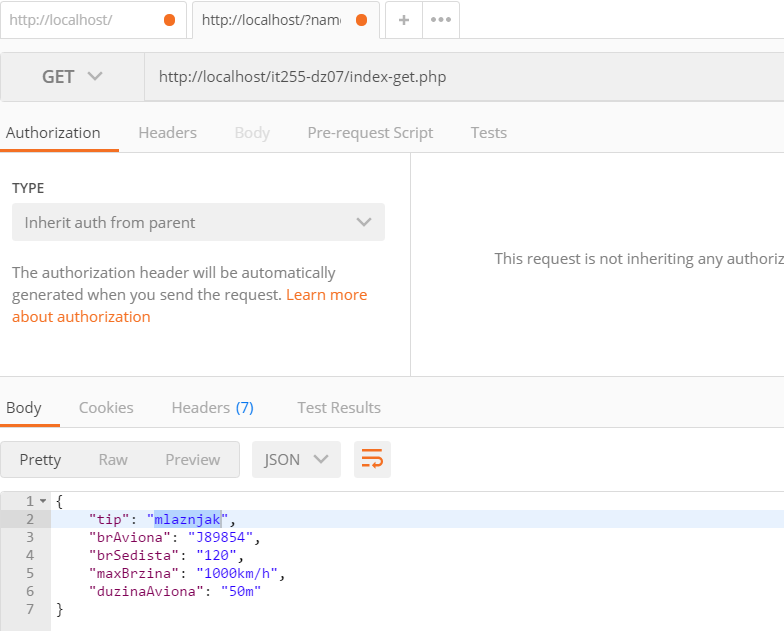 http://localhost/
http://localhost/?nam
GET
http://localhost/it255-dz07/index-get.php
Authorization
Headers
Body
Pre-request Script
Tests
TYPE
Inherit auth from parent
The authorization header will be automatically
generated when you send the request. Learn more
about authorization
This request is not inheriting any authoriz
Body
Cookies
Headers (7)
Test Results
Pretty
Raw
Preview
JSON
1 {
2 "tip": "mlaznjak",
3 "brAviona": "J89854",
4 "brSedista": "120",
5 "maxBrzina": "1000km/h",
6 "duzinaAviona": "50m"
7 }